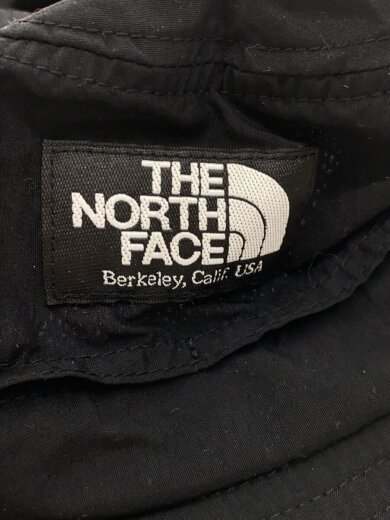 THE
NORTH
FACE
Berkeley, Calif. USA